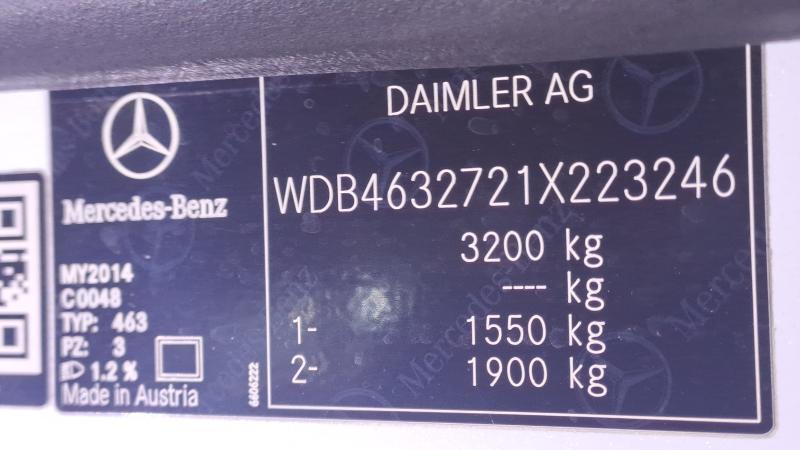 DAIMLER AG
Mercedes-Benz
WDB4632721X223246
3200 kg
---- kg
1- 1550 kg
2- 1900 kg
MY2014
C0048
TYP: 463
PZ: 3
1.2 %
Made in Austria
6606222